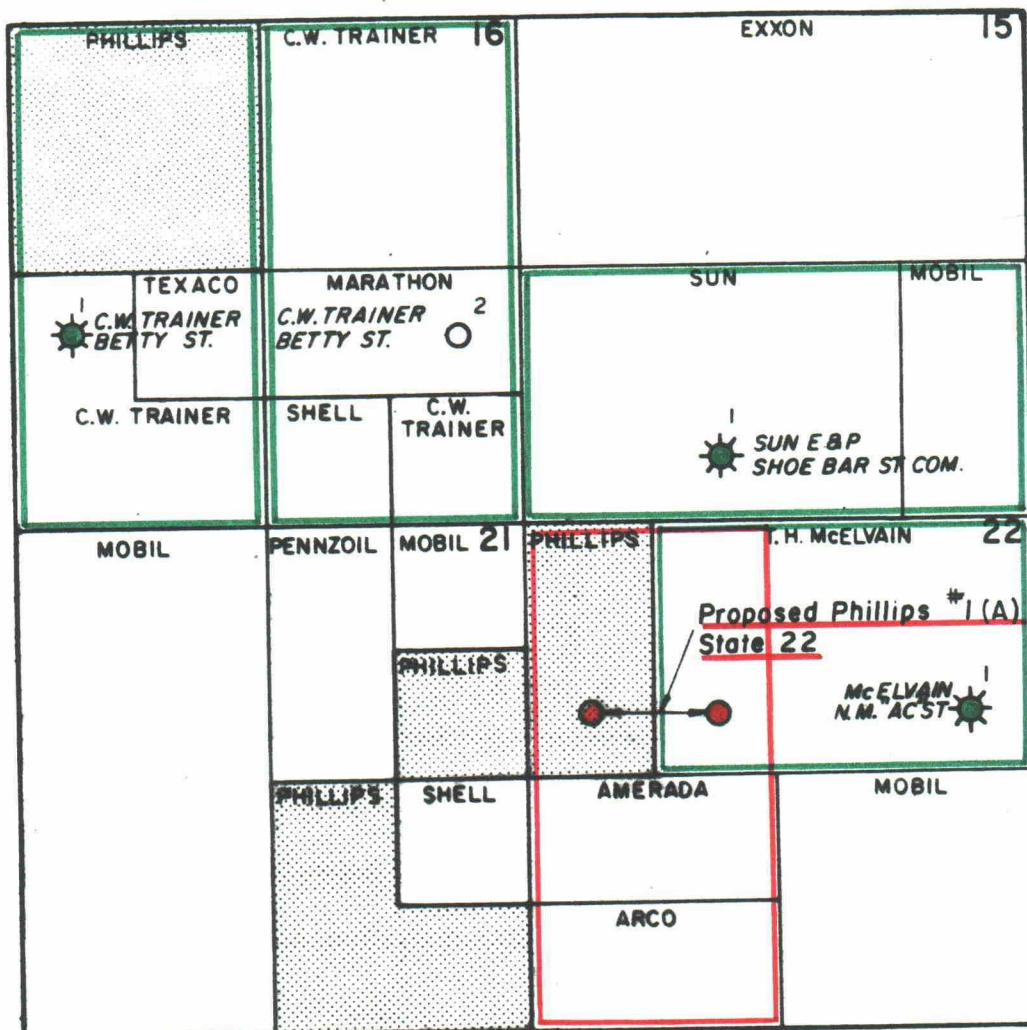 PHILLIPS
C.W. TRAINER 16
EXXON 15
TEXACO
MARATHON
SUN
MOBIL
1
C.W. TRAINER
BETTY ST.
C.W. TRAINER
BETTY ST.
2
C.W. TRAINER
SHELL
C.W.
TRAINER
1
SUN E&P
SHOE BAR ST. COM.
MOBIL
PENNZOIL
MOBIL 21
PHILLIPS
T.H. McELVAIN 22
Proposed Phillips #1 (A)
State 22
PHILLIPS
McELVAIN
N.M. "AC" ST
1
PHILLIPS
SHELL
AMERADA
MOBIL
ARCO